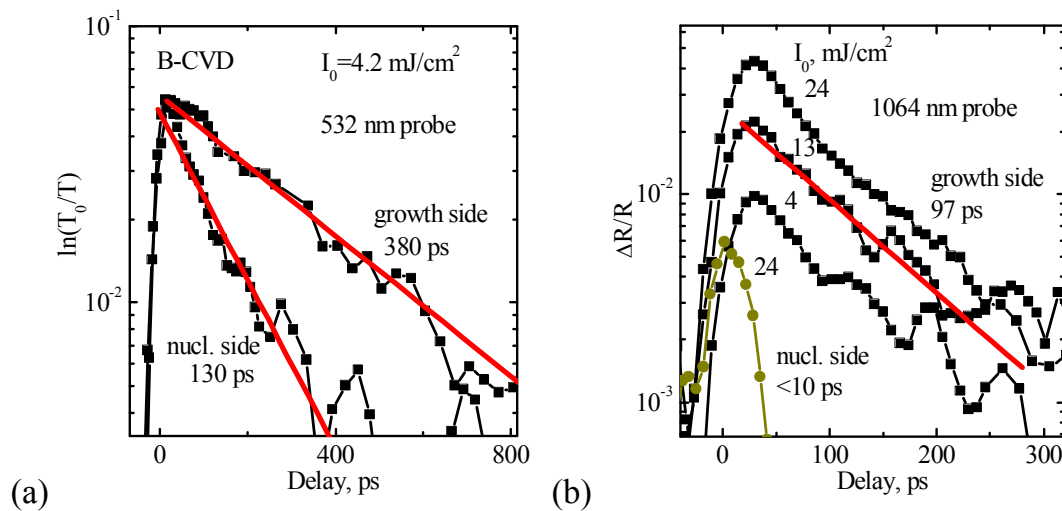 10⁻¹
B-CVD
I₀=4.2 mJ/cm²
532 nm probe
growth side
380 ps
nucl. side
130 ps
10⁻²
ln(T₀/T)
0
400
800
Delay, ps
(a)
I₀, mJ/cm²
24
1064 nm probe
13
4
growth side
97 ps
24
nucl. side
<10 ps
10⁻²
10⁻³
ΔR/R
0
100
200
300
Delay, ps
(b)